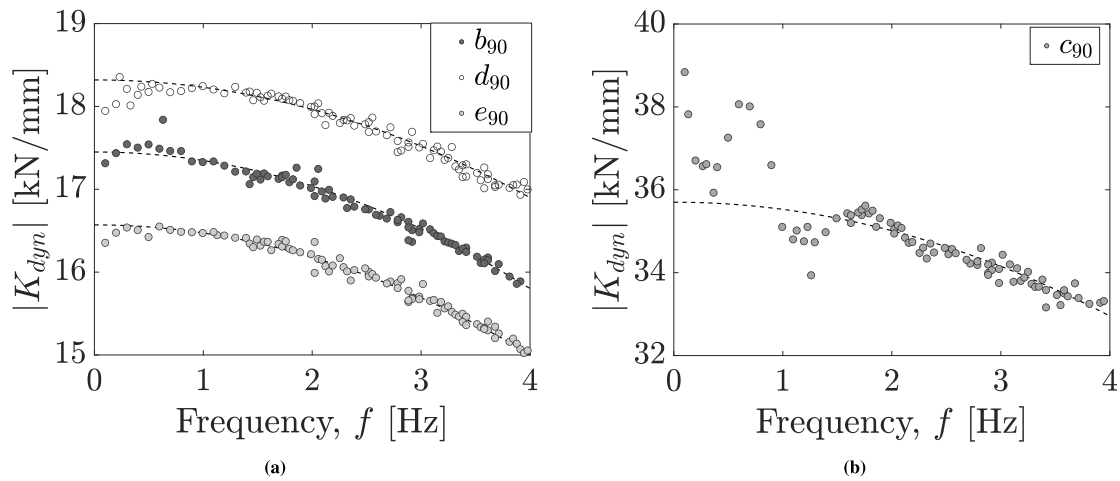 19
18
17
16
15
0 1 2 3 4
|K_dyn| [kN/mm]
Frequency, f [Hz]
b_90
d_90
e_90
(a)
40
38
36
34
32
0 1 2 3 4
|K_dyn| [kN/mm]
Frequency, f [Hz]
c_90
(b)